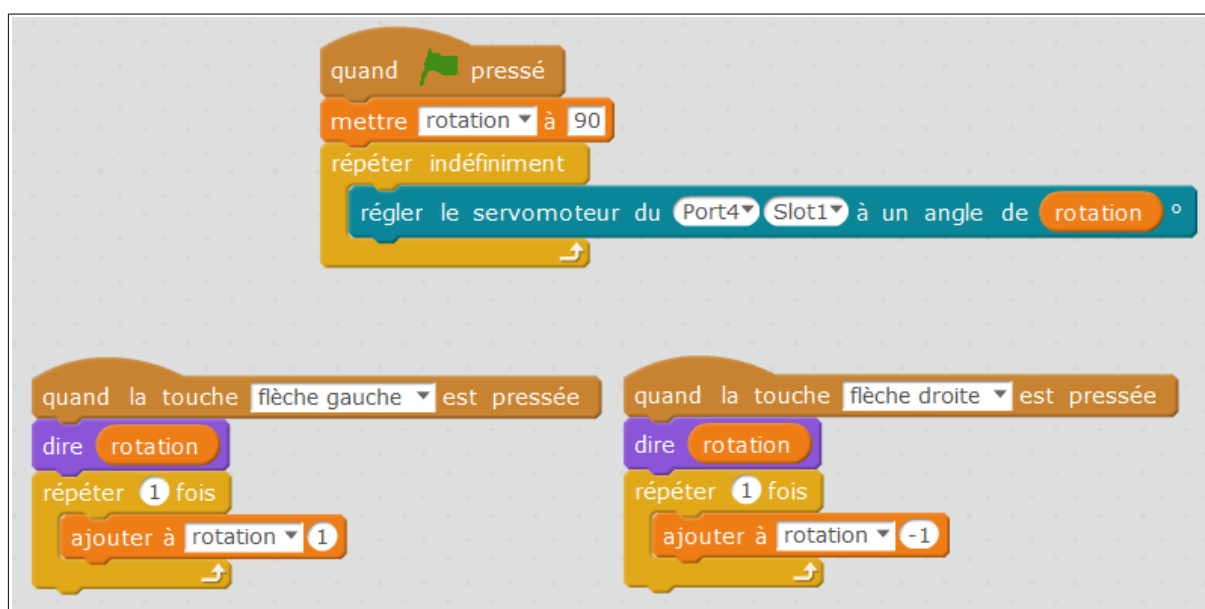 quand pressé
mettre rotation à 90
répéter indéfiniment
régler le servomoteur du Port4 Slot1 à un angle de rotation °
quand la touche flèche gauche est pressée
dire rotation
répéter 1 fois
ajouter à rotation 1
quand la touche flèche droite est pressée
dire rotation
répéter 1 fois
ajouter à rotation -1